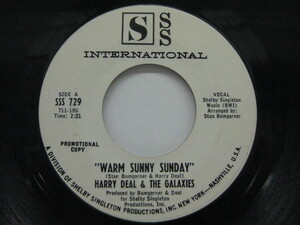 S
SS
INTERNATIONAL
SIDE A
SSS 729
711-186
Time: 2:21
VOCAL
Shelby Singleton
Music (BMI)
Arranged by:
Stan Bumgarner
PROMOTIONAL
COPY
"WARM SUNNY SUNDAY"
(Stan Bumgarner & Harry Deal)
HARRY DEAL & THE GALAXIES
Produced by Bumgarner & Deal
for Shelby Singleton
Productions, Inc.
A DIVISION OF SHELBY SINGLETON PRODUCTIONS, INC. NEW YORK—NASHVILLE, U.S.A.